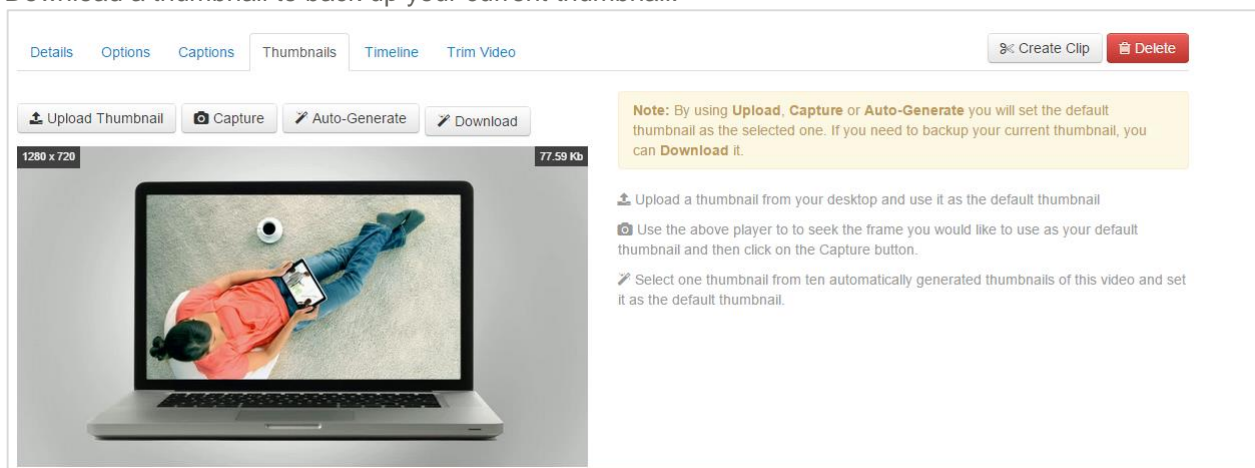 Download a thumbnail to back up your current thumbnail.
Details Options Captions Thumbnails Timeline Trim Video Create Clip Delete
Upload Thumbnail Capture Auto-Generate Download
1280 x 720 77.59 Kb
Note: By using Upload, Capture or Auto-Generate you will set the default
thumbnail as the selected one. If you need to backup your current thumbnail, you
can Download it.
Upload a thumbnail from your desktop and use it as the default thumbnail
Use the above player to to seek the frame you would like to use as your default
thumbnail and then click on the Capture button.
Select one thumbnail from ten automatically generated thumbnails of this video and set
it as the default thumbnail.